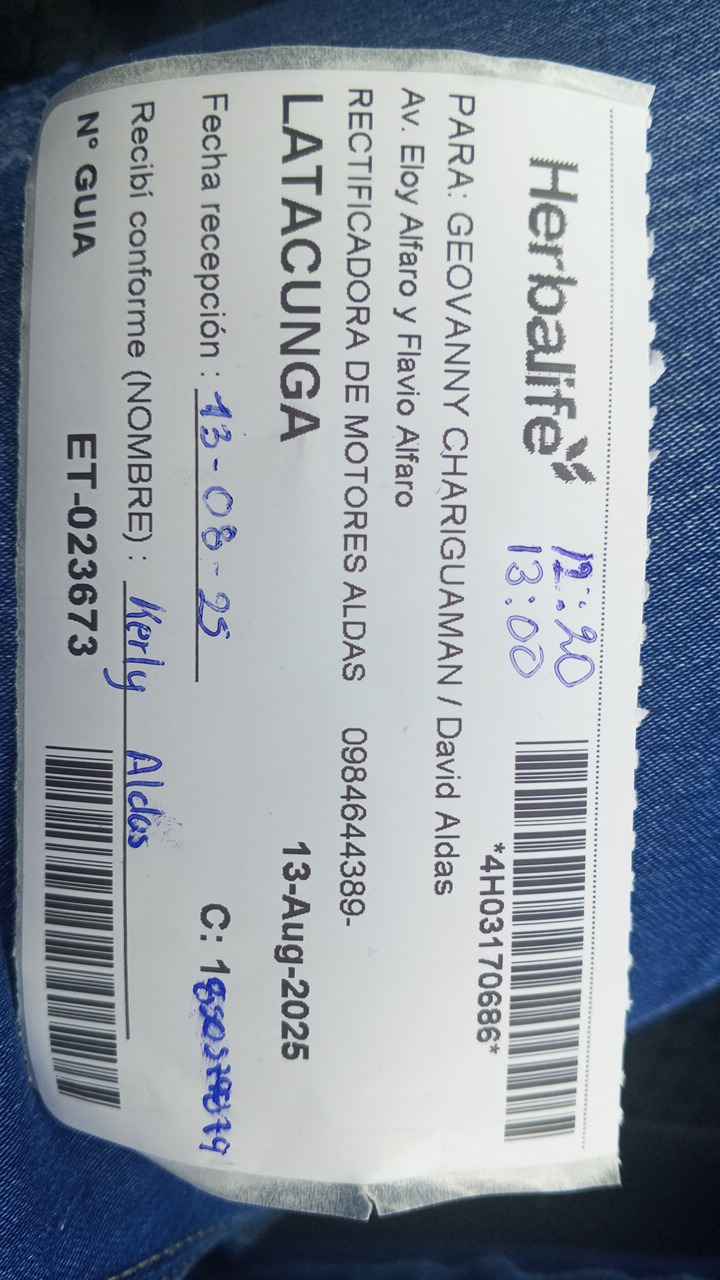 Herbalife
12:20
13:00
*4H03170686*
PARA: GEOVANNY CHARIGUAMAN / David Aldas
Av. Eloy Alfaro y Flavio Alfaro
RECTIFICADORA DE MOTORES ALDAS 0984644389-
LATACUNGA 13-Aug-2025
Fecha recepción : 13-08-25 C: 1
Recibí conforme (NOMBRE) : Kerly Aldas
N° GUIA ET-023673